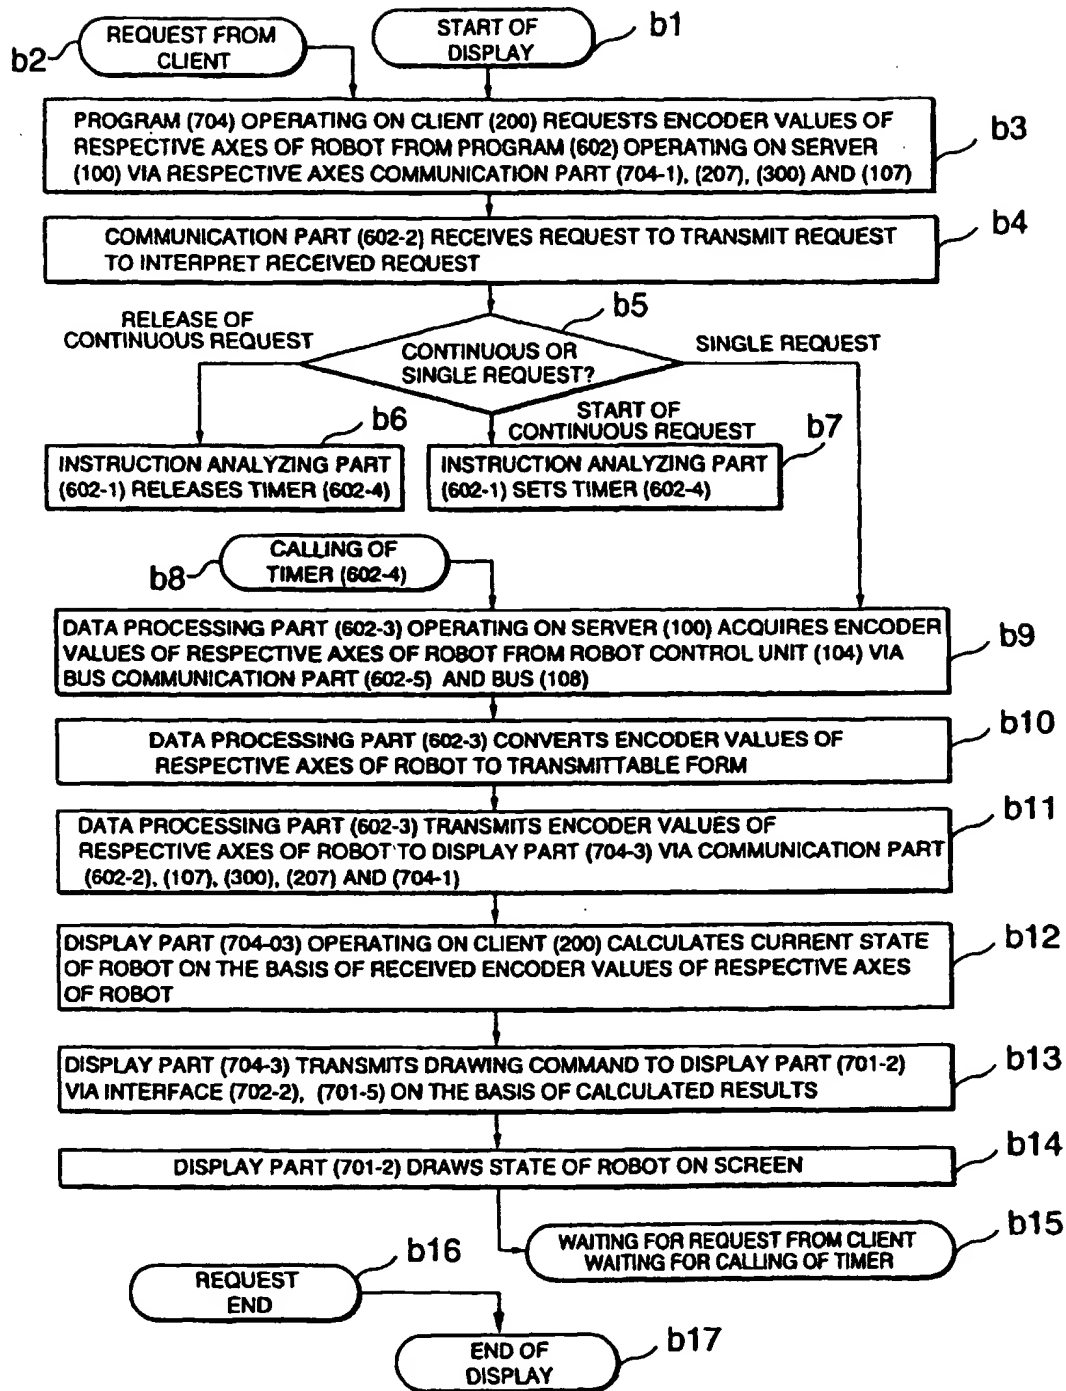 REQUEST FROM
CLIENT
b2
START OF
DISPLAY
b1
PROGRAM (704) OPERATING ON CLIENT (200) REQUESTS ENCODER VALUES OF
RESPECTIVE AXES OF ROBOT FROM PROGRAM (602) OPERATING ON SERVER
(100) VIA RESPECTIVE AXES COMMUNICATION PART (704-1), (207), (300) AND (107)
b3
COMMUNICATION PART (602-2) RECEIVES REQUEST TO TRANSMIT REQUEST
TO INTERPRET RECEIVED REQUEST
b4
b5
RELEASE OF
CONTINUOUS REQUEST
CONTINUOUS OR
SINGLE REQUEST?
SINGLE REQUEST
START OF
CONTINUOUS REQUEST
b6
INSTRUCTION ANALYZING PART
(602-1) RELEASES TIMER (602-4)
b7
INSTRUCTION ANALYZING PART
(602-1) SETS TIMER (602-4)
CALLING OF
TIMER (602-4)
b8
DATA PROCESSING PART (602-3) OPERATING ON SERVER (100) ACQUIRES ENCODER
VALUES OF RESPECTIVE AXES OF ROBOT FROM ROBOT CONTROL UNIT (104) VIA
BUS COMMUNICATION PART (602-5) AND BUS (108)
b9
DATA PROCESSING PART (602-3) CONVERTS ENCODER VALUES OF
RESPECTIVE AXES OF ROBOT TO TRANSMITTABLE FORM
b10
DATA PROCESSING PART (602-3) TRANSMITS ENCODER VALUES OF
RESPECTIVE AXES OF ROBOT TO DISPLAY PART (704-3) VIA COMMUNICATION PART
(602-2), (107), (300), (207) AND (704-1)
b11
DISPLAY PART (704-03) OPERATING ON CLIENT (200) CALCULATES CURRENT STATE
OF ROBOT ON THE BASIS OF RECEIVED ENCODER VALUES OF RESPECTIVE AXES
OF ROBOT
b12
DISPLAY PART (704-3) TRANSMITS DRAWING COMMAND TO DISPLAY PART (701-2)
VIA INTERFACE (702-2), (701-5) ON THE BASIS OF CALCULATED RESULTS
b13
DISPLAY PART (701-2) DRAWS STATE OF ROBOT ON SCREEN
b14
WAITING FOR REQUEST FROM CLIENT
WAITING FOR CALLING OF TIMER
b15
REQUEST
END
b16
END OF
DISPLAY
b17